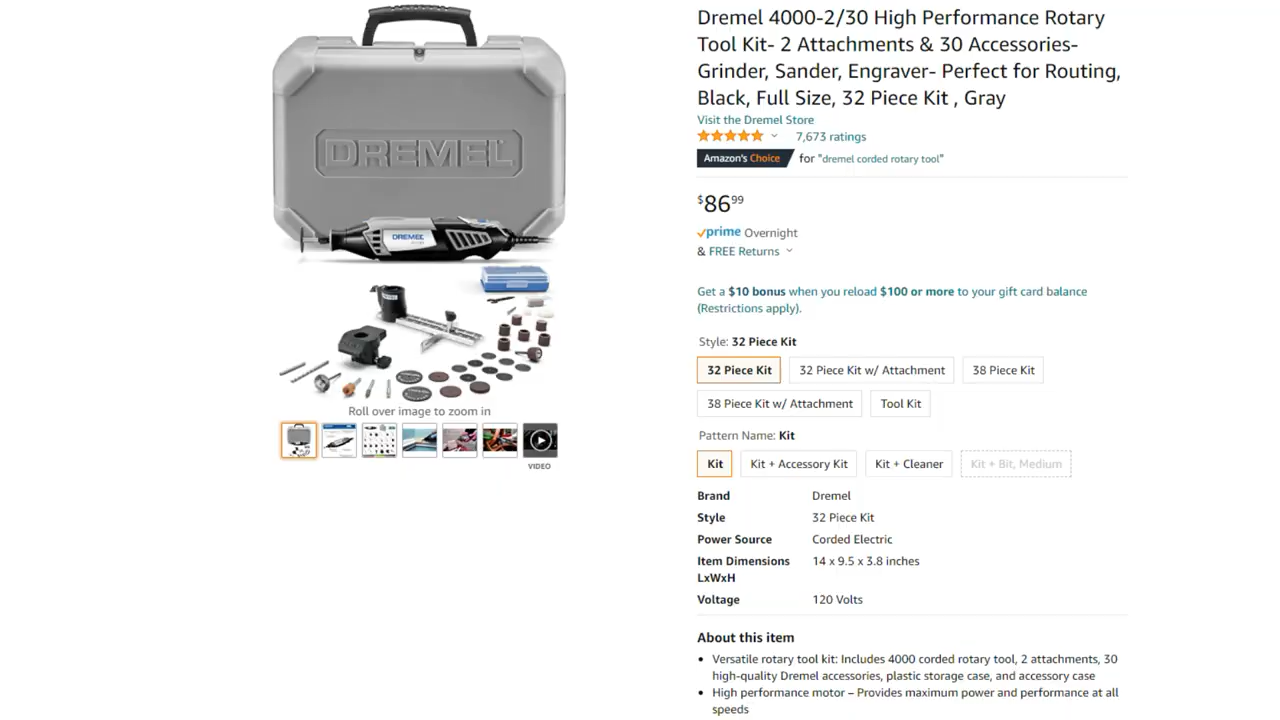 DREMEL
DREMEL
Roll over image to zoom in
VIDEO
Dremel 4000-2/30 High Performance Rotary
Tool Kit- 2 Attachments & 30 Accessories-
Grinder, Sander, Engraver- Perfect for Routing,
Black, Full Size, 32 Piece Kit , Gray
Visit the Dremel Store
7,673 ratings
Amazon's Choice for "dremel corded rotary tool"
$8699
prime Overnight
& FREE Returns
Get a $10 bonus when you reload $100 or more to your gift card balance
(Restrictions apply).
Style: 32 Piece Kit
32 Piece Kit 32 Piece Kit w/ Attachment 38 Piece Kit
38 Piece Kit w/ Attachment Tool Kit
Pattern Name: Kit
Kit Kit + Accessory Kit Kit + Cleaner Kit + Bit, Medium
Brand Dremel
Style 32 Piece Kit
Power Source Corded Electric
Item Dimensions 14 x 9.5 x 3.8 inches
LxWxH
Voltage 120 Volts
About this item
• Versatile rotary tool kit: Includes 4000 corded rotary tool, 2 attachments, 30
high-quality Dremel accessories, plastic storage case, and accessory case
• High performance motor – Provides maximum power and performance at all
speeds